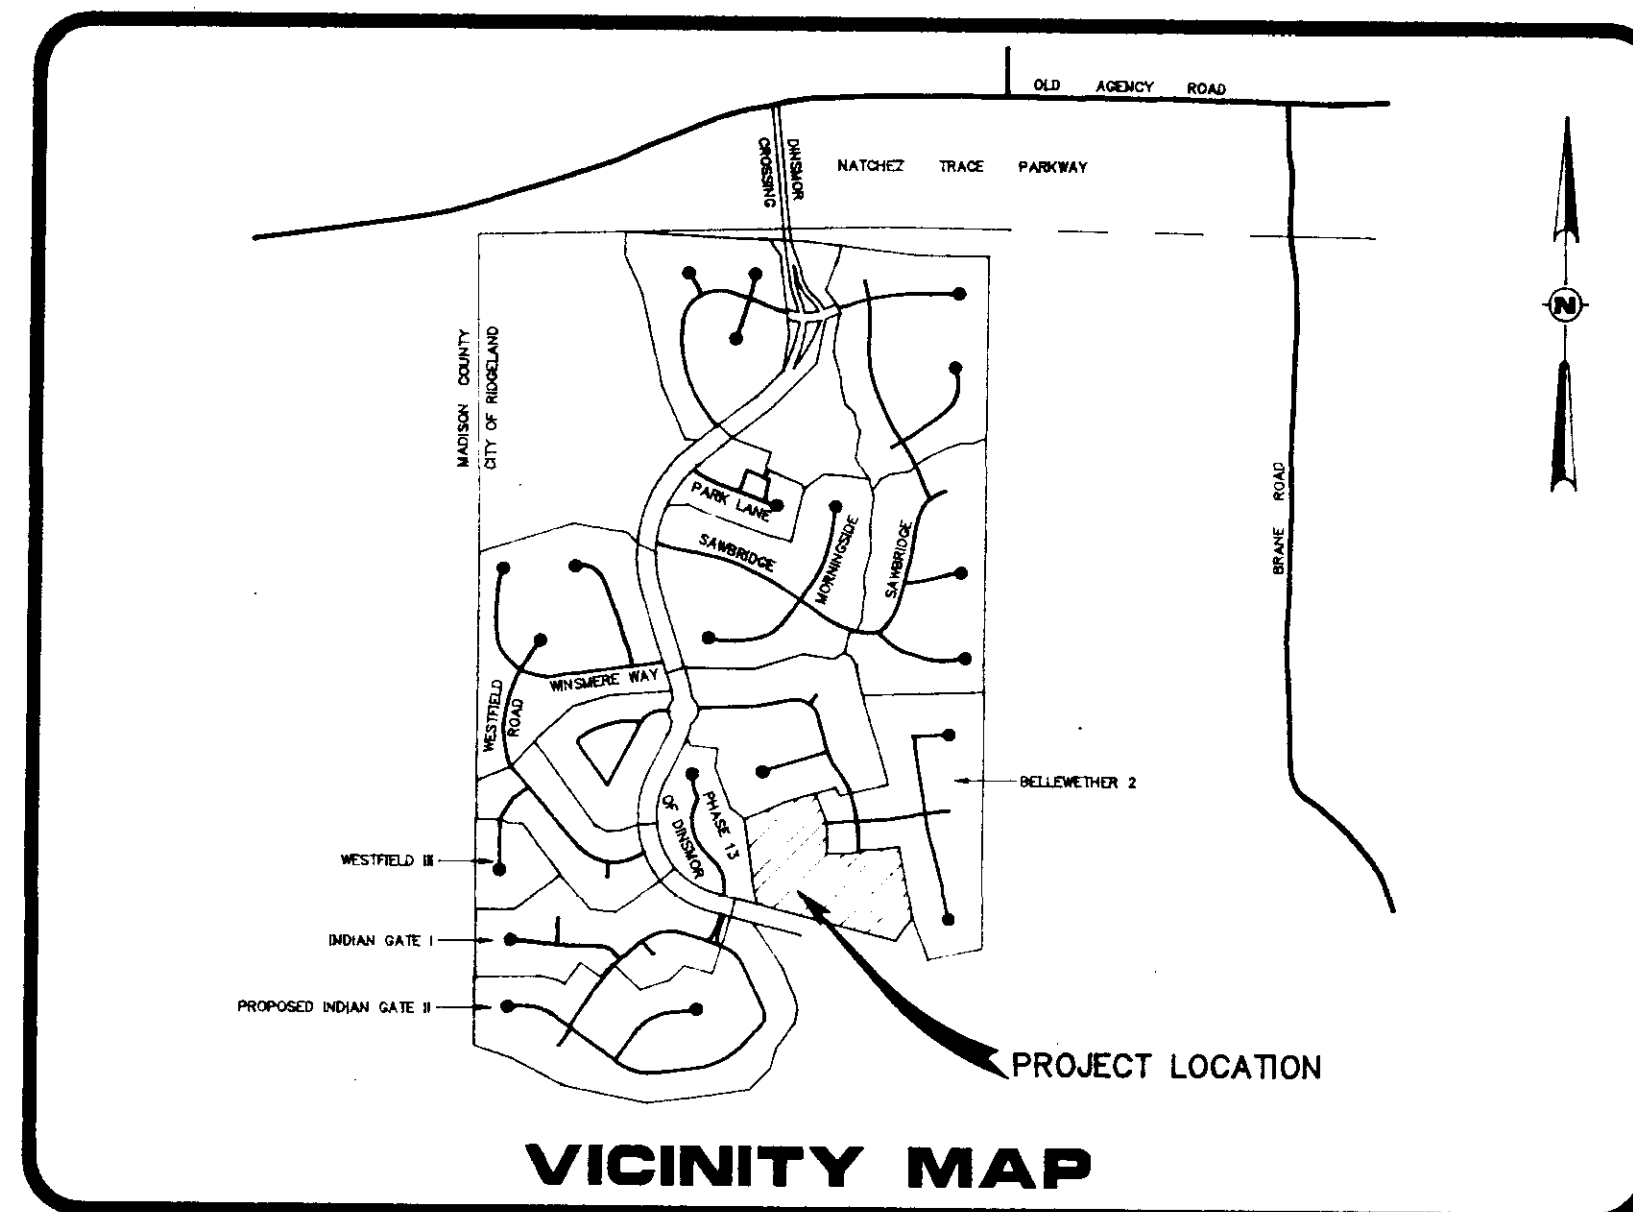 OLD AGENCY ROAD
DINSMOR
CROSSING
NATCHEZ TRACE PARKWAY
N
MADISON COUNTY
CITY OF RIDGELAND
PARK LANE
SAWBRIDGE
MORNINGSIDE
SAWBRIDGE
BRANE ROAD
WINSMERE WAY
WESTFIELD
ROAD
BELLEWETHER 2
PHASE 13
Oh DINSMOR
WESTFIELD III
INDIAN GATE I
PROPOSED INDIAN GATE II
PROJECT LOCATION
VICINITY MAP